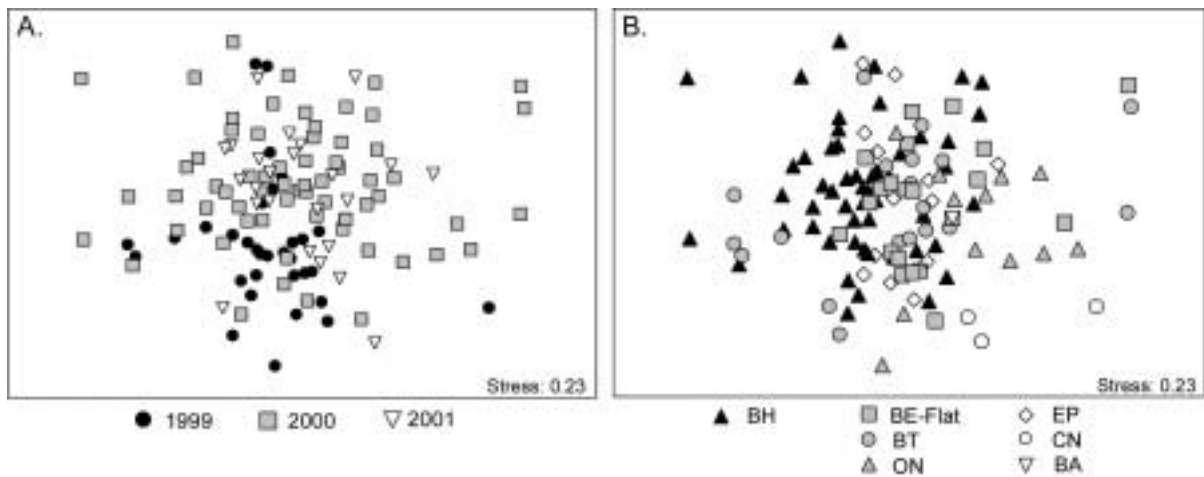 A.
Stress: 0.23
1999 2000 2001
B.
Stress: 0.23
BH BE-Flat EP
BT CN
ON BA